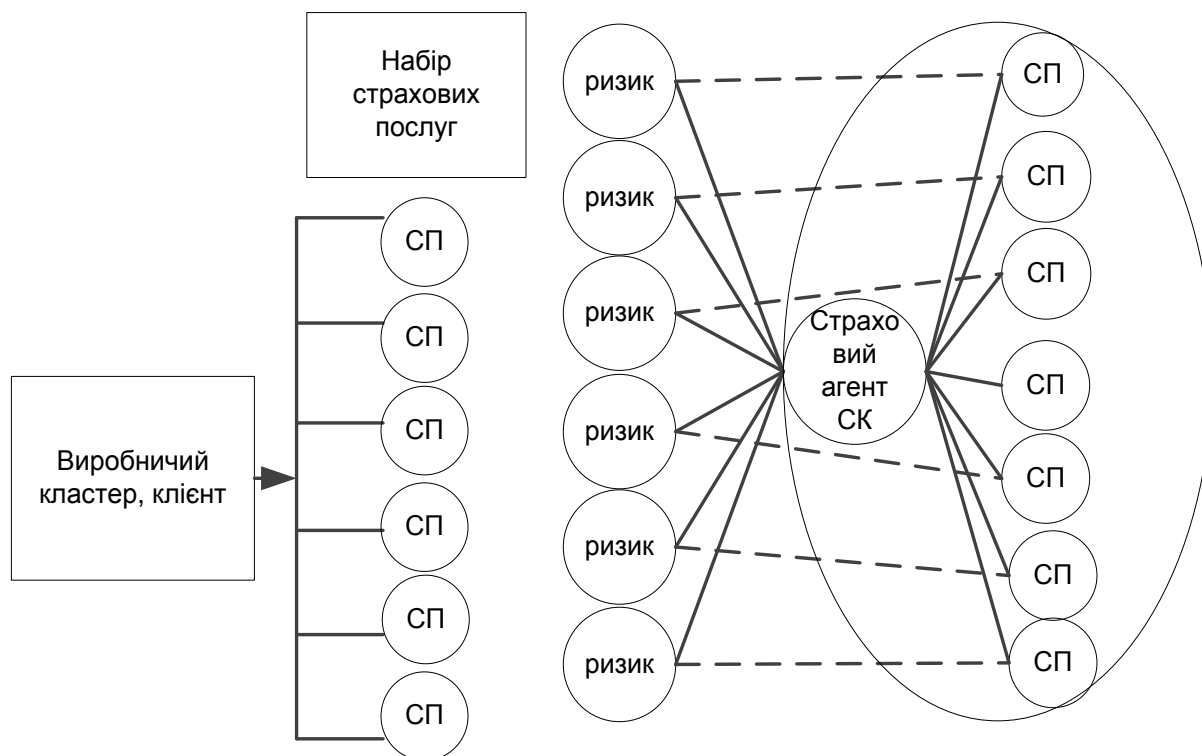 Набір
страхових
послуг
Виробничий
кластер, клієнт
СП
СП
СП
СП
СП
СП
ризик
ризик
ризик
ризик
ризик
ризик
Страхо
вий
агент
СК
СП
СП
СП
СП
СП
СП
СП